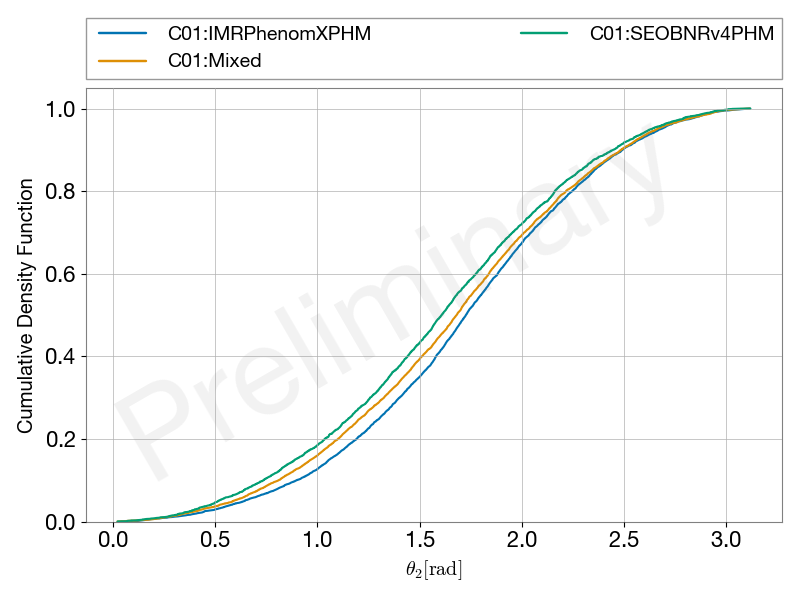 C01:IMRPhenomXPHM
C01:Mixed
C01:SEOBNRv4PHM
Preliminary
Cumulative Density Function
1.0
0.8
0.6
0.4
0.2
0.0
0.0 0.5 1.0 1.5 2.0 2.5 3.0
θ₂[rad]